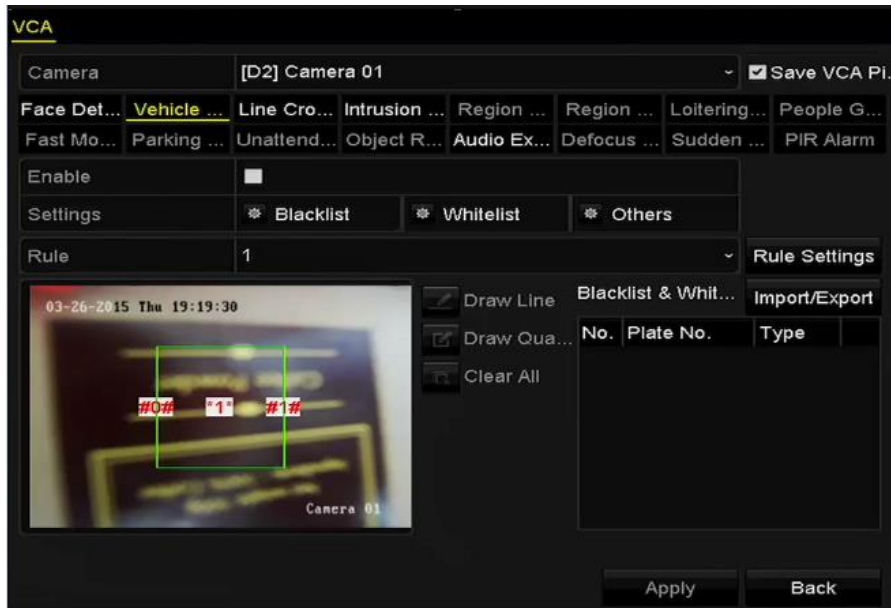 VCA
Camera [D2] Camera 01 Save VCA Pi.
Face Det... Vehicle ... Line Cro... Intrusion ... Region ... Region ... Loitering... People G...
Fast Mo... Parking ... Unattend... Object R... Audio Ex... Defocus ... Sudden ... PIR Alarm
Enable
Settings Blacklist Whitelist Others
Rule 1 Rule Settings
03-26-2015 Thu 19:19:30
#0# *1* #1#
Camera 01
Draw Line
Draw Qua...
Clear All
Blacklist & Whit... Import/Export
No. Plate No. Type
Apply Back